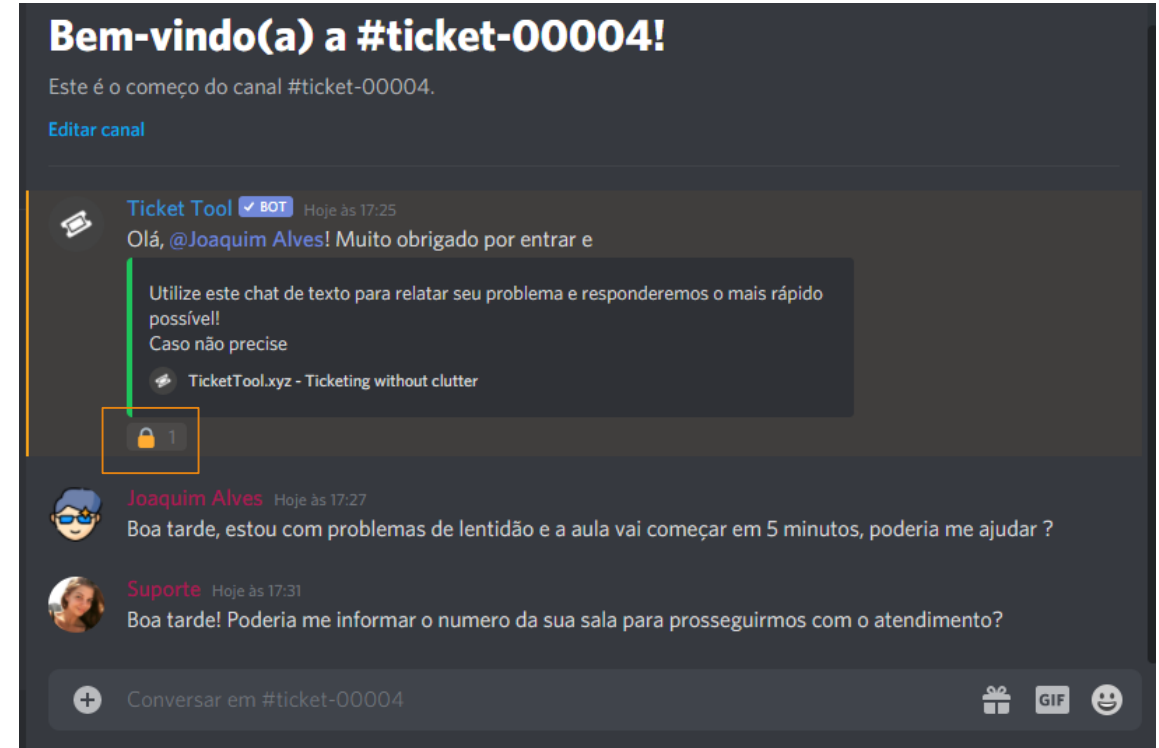 Bem-vindo(a) a #ticket-00004!
Este é o começo do canal #ticket-00004.
Editar canal
Ticket Tool ✓ BOT Hoje às 17:25
Olá, @Joaquim Alves! Muito obrigado por entrar e
Utilize este chat de texto para relatar seu problema e responderemos o mais rápido
possível!
Caso não precise
TicketTool.xyz - Ticketing without clutter
1
Joaquim Alves Hoje às 17:27
Boa tarde, estou com problemas de lentidão e a aula vai começar em 5 minutos, poderia me ajudar ?
Suporte Hoje às 17:31
Boa tarde! Poderia me informar o numero da sua sala para prosseguirmos com o atendimento?
Conversar em #ticket-00004 GIF